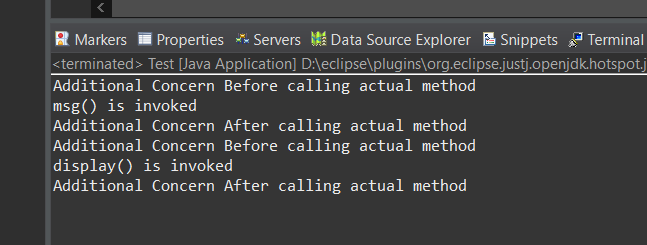 Markers Properties Servers Data Source Explorer Snippets Terminal
<terminated> Test [Java Application] D:\eclipse\plugins\org.eclipse.justj.openjdk.hotspot.j
Additional Concern Before calling actual method
msg() is invoked
Additional Concern After calling actual method
Additional Concern Before calling actual method
display() is invoked
Additional Concern After calling actual method